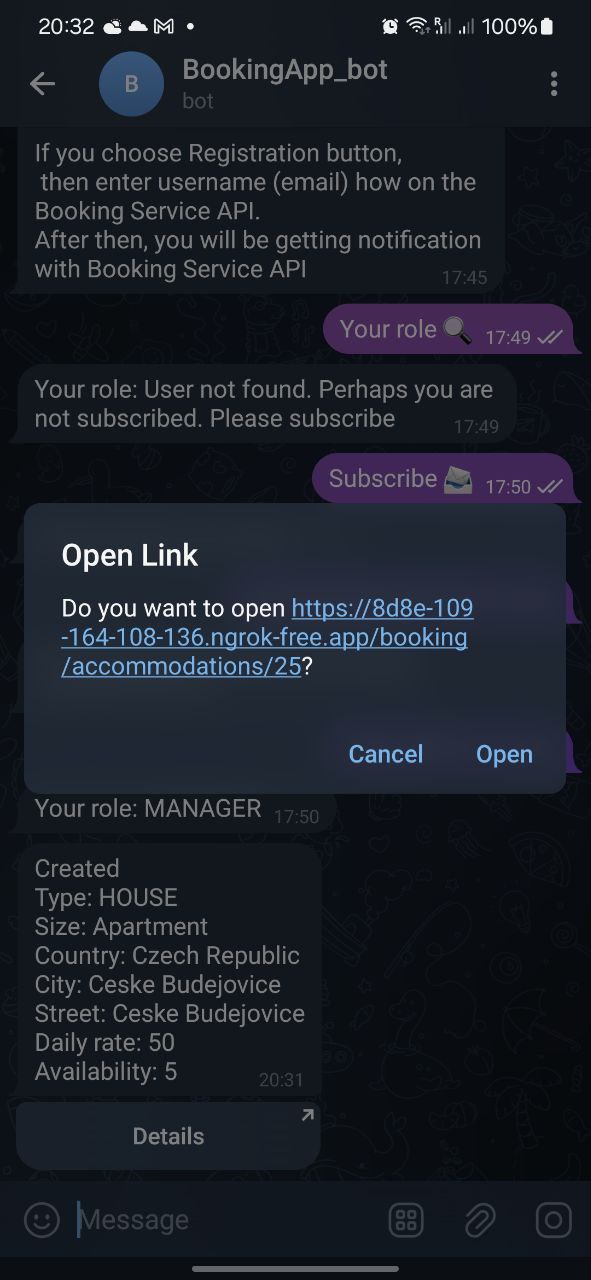 20:32
R
100%
B
BookingApp_bot
bot
If you choose Registration button,
then enter username (email) how on the
Booking Service API.
After then, you will be getting notification
with Booking Service API
17:45
Your role
17:49
Your role: User not found. Perhaps you are
not subscribed. Please subscribe
17:49
Subscribe
17:50
Open Link
Do you want to open https://8d8e-109
-164-108-136.ngrok-free.app/booking
/accommodations/25?
Cancel
Open
Your role: MANAGER
17:50
Created
Type: HOUSE
Size: Apartment
Country: Czech Republic
City: Ceske Budejovice
Street: Ceske Budejovice
Daily rate: 50
Availability: 5
20:31
Details
Message